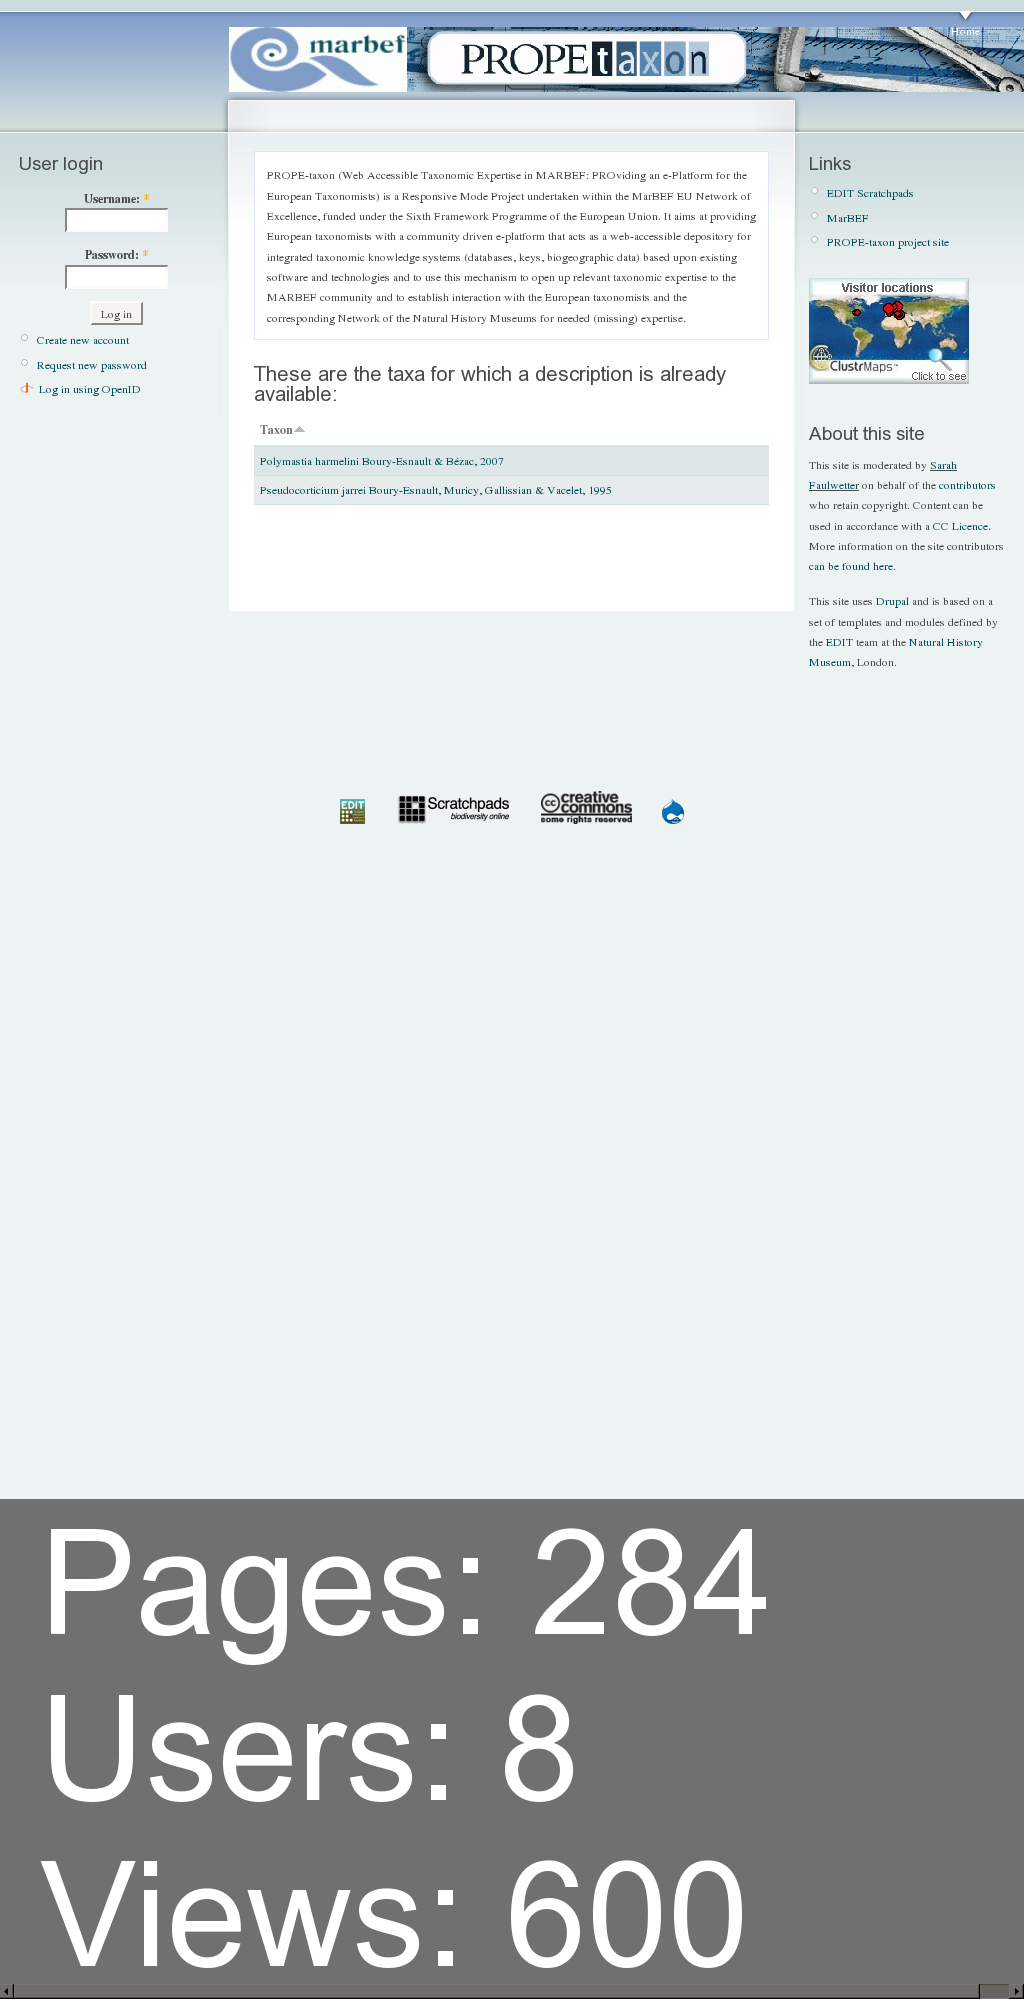 Home
marbef
PROPEtaxon
User login
Username: *
Password: *
Log in
Create new account
Request new password
Log in using OpenID
PROPE-taxon (Web Accessible Taxonomic Expertise in MARBEF: PROviding an e-Platform for the
European Taxonomists) is a Responsive Mode Project undertaken within the MarBEF EU Network of
Excellence, funded under the Sixth Framework Programme of the European Union. It aims at providing
European taxonomists with a community driven e-platform that acts as a web-accessible depository for
integrated taxonomic knowledge systems (databases, keys, biogeographic data) based upon existing
software and technologies and to use this mechanism to open up relevant taxonomic expertise to the
MARBEF community and to establish interaction with the European taxonomists and the
corresponding Network of the Natural History Museums for needed (missing) expertise.
These are the taxa for which a description is already
available:
Taxon
Polymastia harmelini Boury-Esnault & Bézac, 2007
Pseudocorticium jarrei Boury-Esnault, Muricy, Gallissian & Vacelet, 1995
Links
EDIT Scratchpads
MarBEF
PROPE-taxon project site
Visitor locations
ClustrMaps™
Click to see
About this site
This site is moderated by Sarah
Faulwetter on behalf of the contributors
who retain copyright. Content can be
used in accordance with a CC Licence.
More information on the site contributors
can be found here.
This site uses Drupal and is based on a
set of templates and modules defined by
the EDIT team at the Natural History
Museum, London.
EDIT
Scratchpads
biodiversity online
cc creative
commons
some rights reserved
Pages: 284
Users: 8
Views: 600